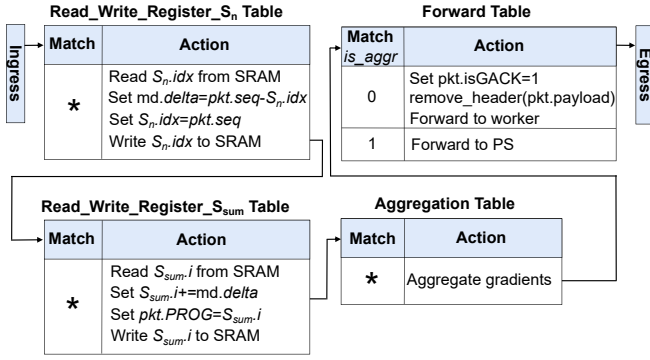 Read_Write_Register_Sn Table
Ingress
Match
Action
*
Read Sn.idx from SRAM
Set md.delta=pkt.seq-Sn.idx
Set Sn.idx=pkt.seq
Write Sn.idx to SRAM
Forward Table
Match
is_aggr
Action
0
Set pkt.isGACK=1
remove_header(pkt.payload)
Forward to worker
1
Forward to PS
Egress
Read_Write_Register_Ssum Table
Match
Action
*
Read Ssum.i from SRAM
Set Ssum.i+=md.delta
Set pkt.PROG=Ssum.i
Write Ssum.i to SRAM
Aggregation Table
Match
Action
*
Aggregate gradients